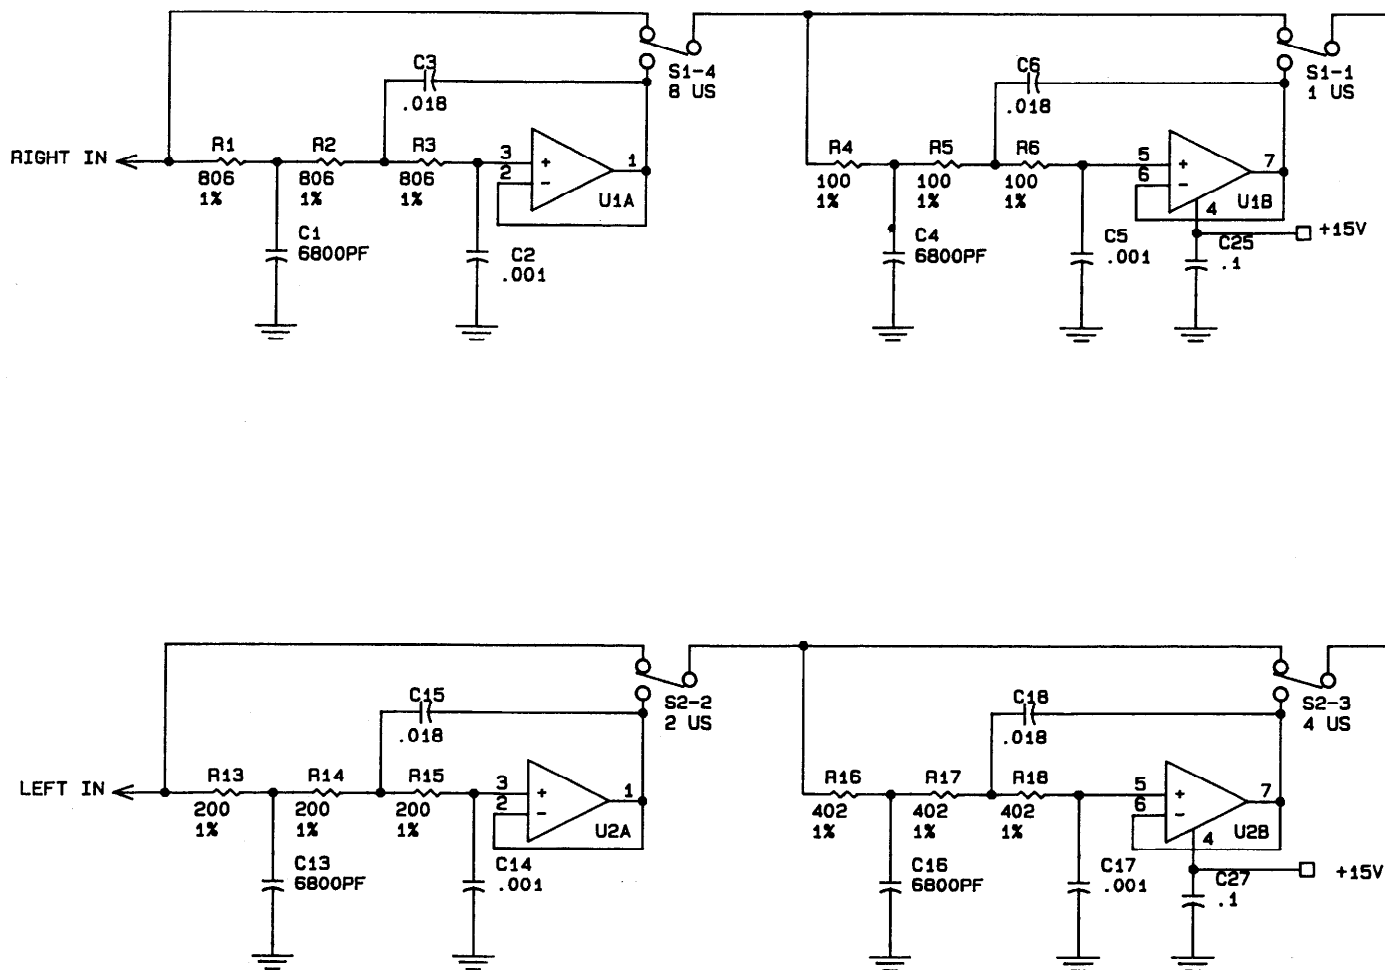 RIGHT IN
R1
806
1%
R2
806
1%
R3
806
1%
C3
.018
C1
6800PF
C2
.001
3
2
+
−
1
U1A
S1-4
8 US
R4
100
1%
R5
100
1%
R6
100
1%
C6
.018
C4
6800PF
C5
.001
5
6
+
−
7
4
U1B
S1-1
1 US
C25
.1
+15V
LEFT IN
R13
200
1%
R14
200
1%
R15
200
1%
C15
.018
C13
6800PF
C14
.001
3
2
+
−
1
U2A
S2-2
2 US
R16
402
1%
R17
402
1%
R18
402
1%
C18
.018
C16
6800PF
C17
.001
5
6
+
−
7
4
U2B
S2-3
4 US
C27
.1
+15V